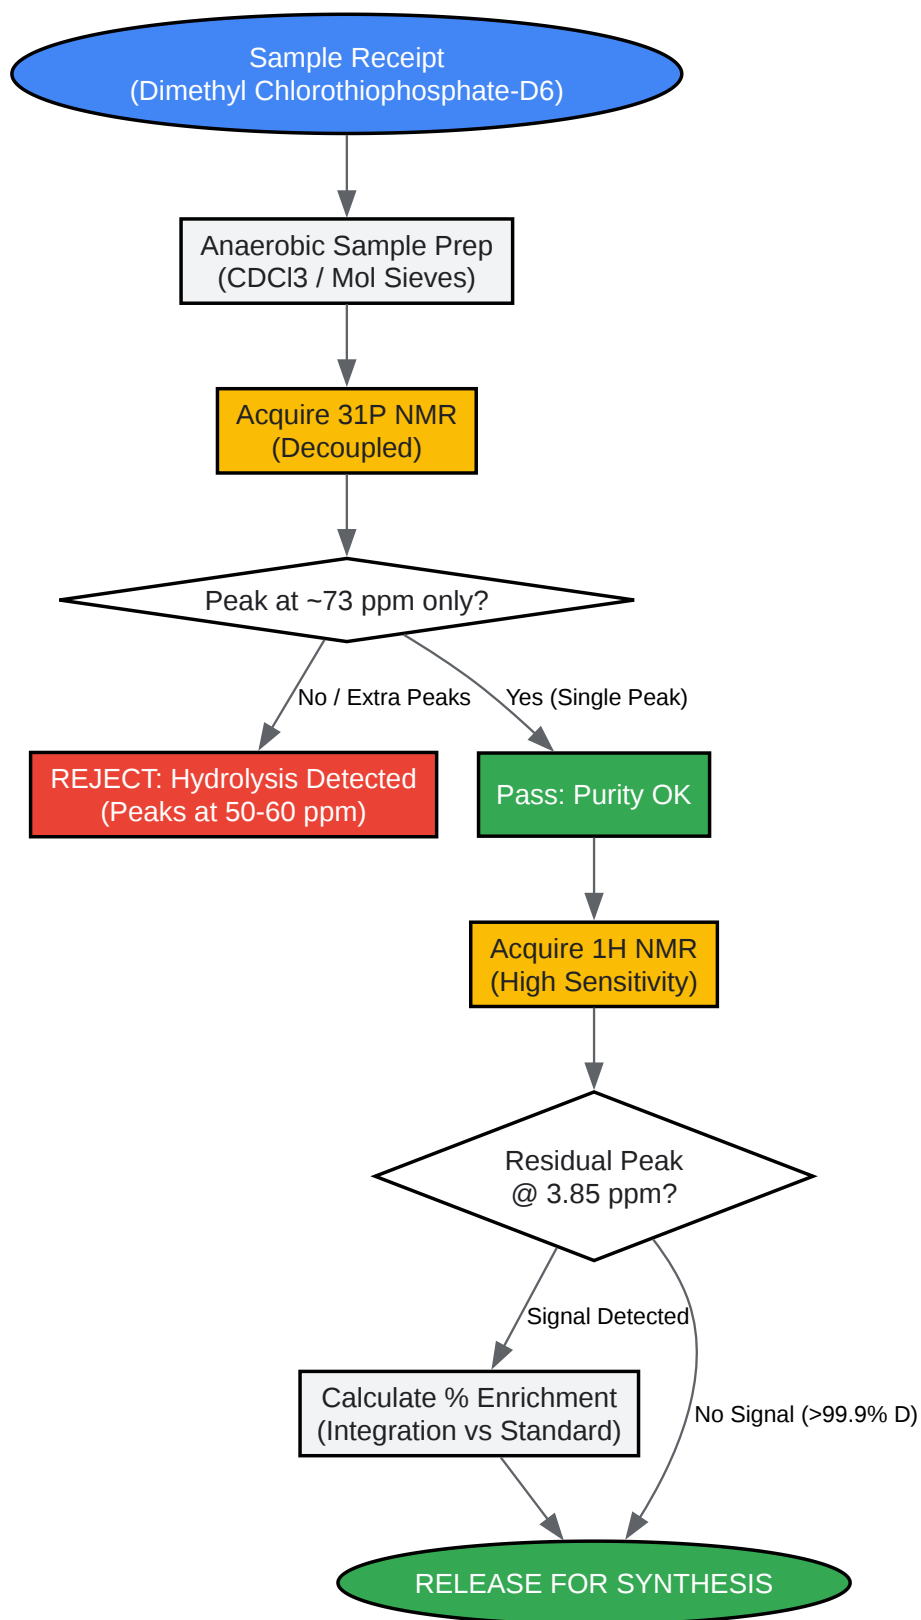 Sample Receipt
(Dimethyl Chlorothiophosphate-D6)
Anaerobic Sample Prep
(CDCl3 / Mol Sieves)
Acquire 31P NMR
(Decoupled)
Peak at ~73 ppm only?
No / Extra Peaks
Yes (Single Peak)
REJECT: Hydrolysis Detected
(Peaks at 50-60 ppm)
Pass: Purity OK
Acquire 1H NMR
(High Sensitivity)
Residual Peak
@ 3.85 ppm?
Signal Detected
Calculate % Enrichment
(Integration vs Standard)
No Signal (>99.9% D)
RELEASE FOR SYNTHESIS